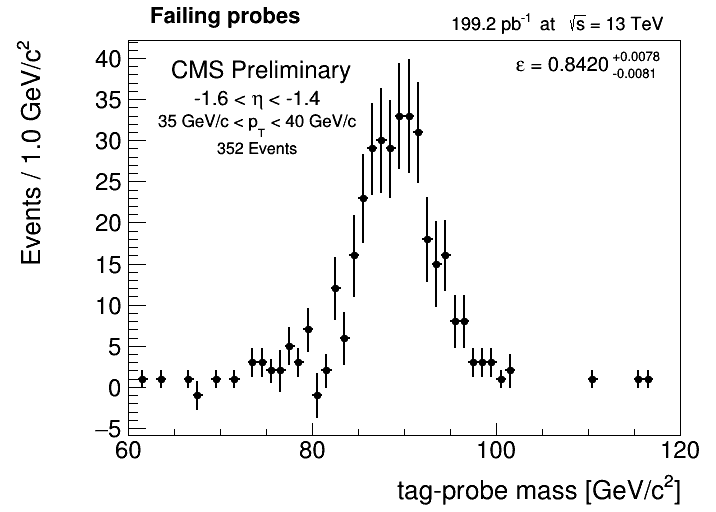 Failing probes
199.2 pb⁻¹ at √s = 13 TeV
CMS Preliminary
-1.6 < η < -1.4
35 GeV/c < p_T < 40 GeV/c
352 Events
ε = 0.8420 +0.0078 -0.0081
Events / 1.0 GeV/c²
40
35
30
25
20
15
10
5
0
−5
60 80 100 120
tag-probe mass [GeV/c²]